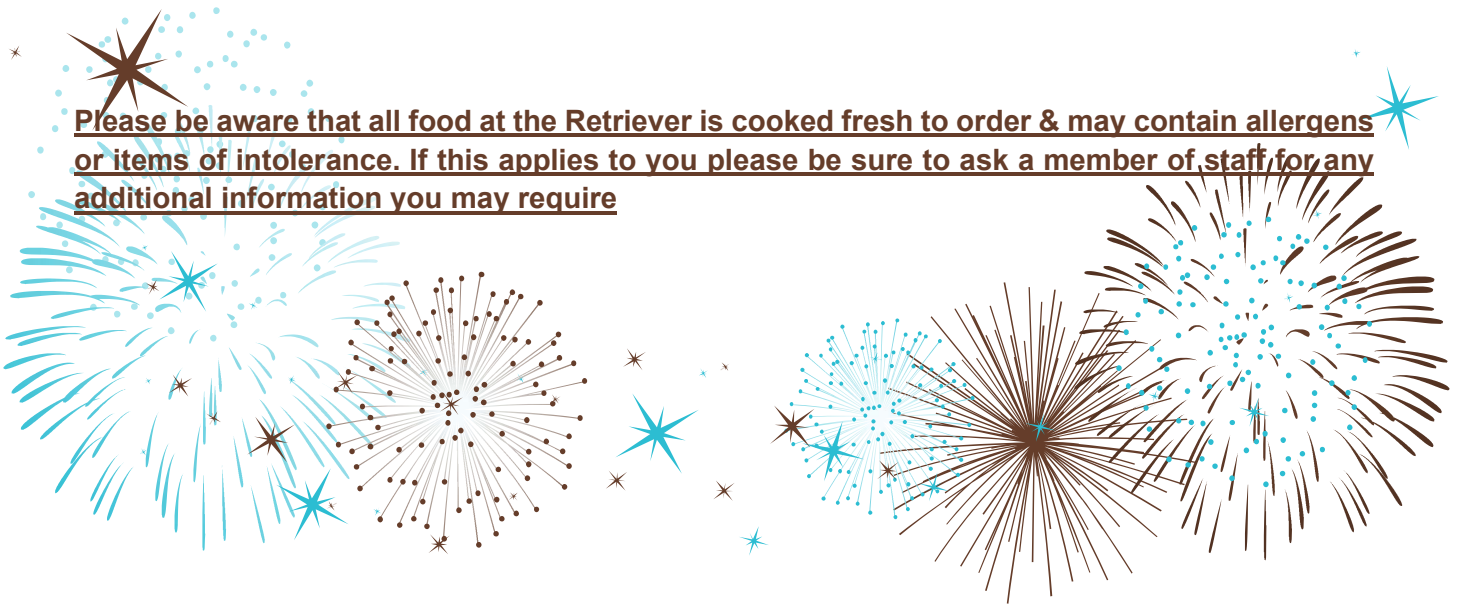 Please be aware that all food at the Retriever is cooked fresh to order & may contain allergens
or items of intolerance. If this applies to you please be sure to ask a member of staff for any
additional information you may require